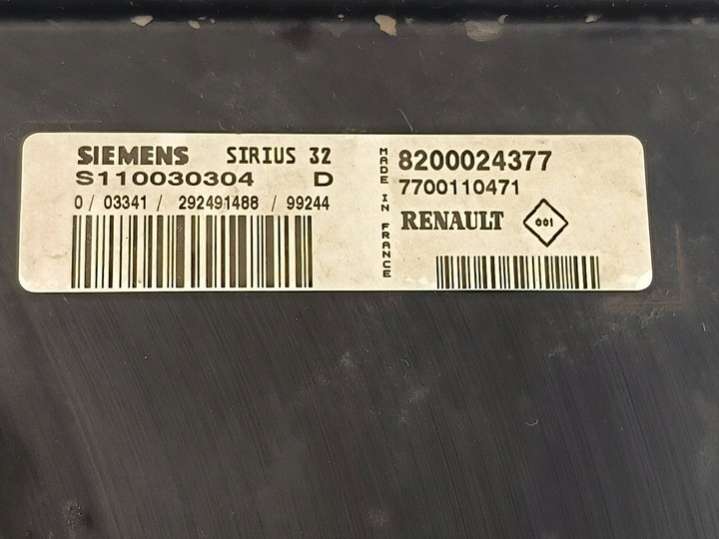 SIEMENS SIRIUS 32
S110030304 D
0/ 03341/ 292491488 / 99244
MADE IN FRANCE
8200024377
7700110471
RENAULT 001